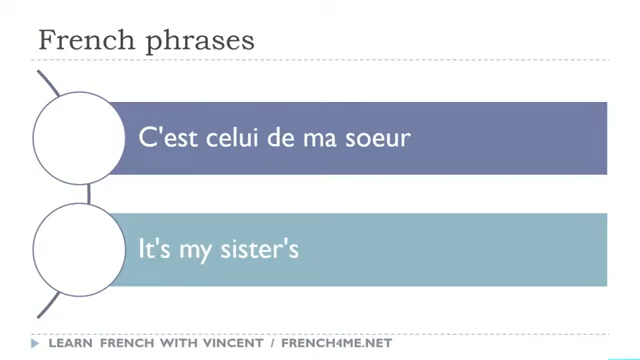 French phrases
C'est celui de ma soeur
It's my sister's
LEARN FRENCH WITH VINCENT / FRENCH4ME.NET